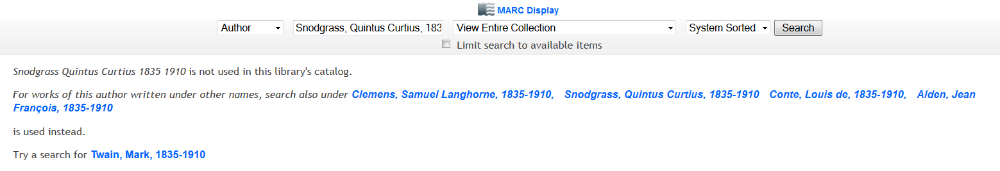 MARC Display
Author Snodgrass, Quintus Curtius, 183 View Entire Collection System Sorted Search
Limit search to available items
Snodgrass Quintus Curtius 1835 1910 is not used in this library's catalog.
For works of this author written under other names, search also under Clemens, Samuel Langhorne, 1835-1910, Snodgrass, Quintus Curtius, 1835-1910 Conte, Louis de, 1835-1910, Alden, Jean
François, 1835-1910
is used instead.
Try a search for Twain, Mark, 1835-1910